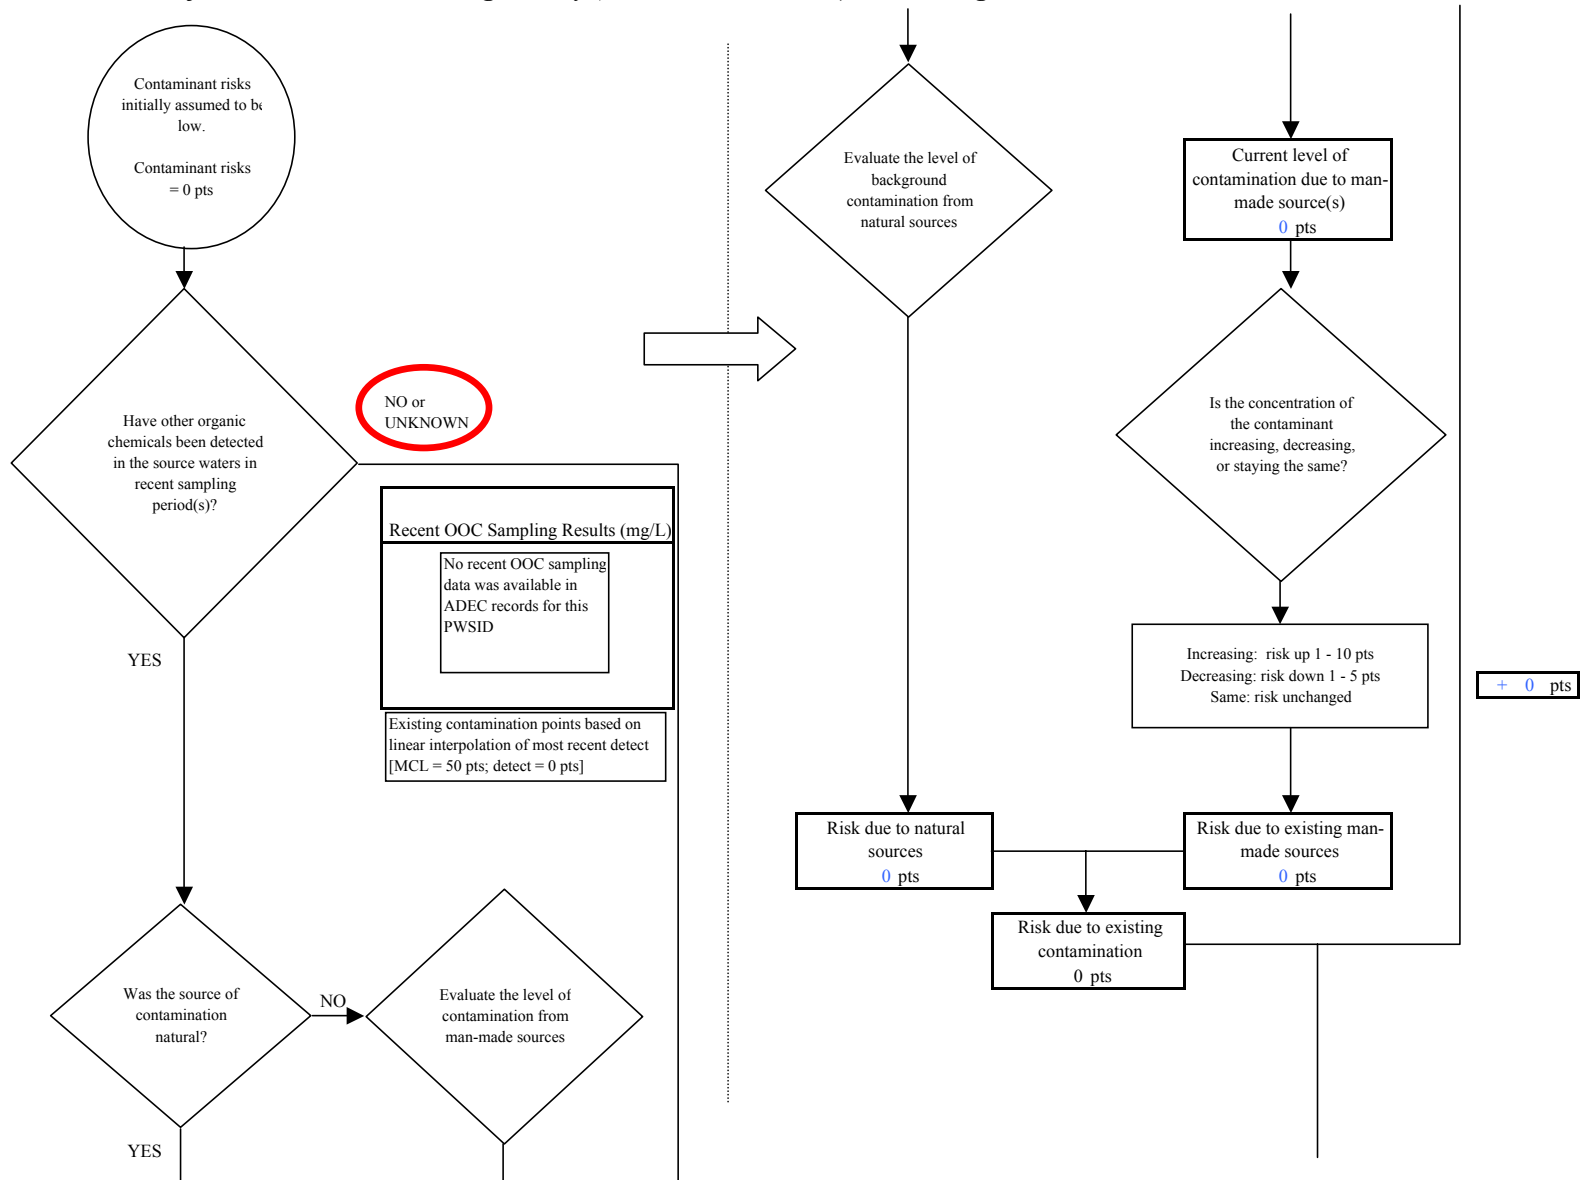 Contaminant risks
initially assumed to be
low.
Contaminant risks
= 0 pts
Have other organic
chemicals been detected
in the source waters in
recent sampling
period(s)?
NO or
UNKNOWN
Recent OOC Sampling Results (mg/L)
No recent OOC sampling
data was available in
ADEC records for this
PWSID
Existing contamination points based on
linear interpolation of most recent detect
[MCL = 50 pts; detect = 0 pts]
YES
Was the source of
contamination
natural?
NO
Evaluate the level of
contamination from
man-made sources
YES
Evaluate the level of
background
contamination from
natural sources
Current level of
contamination due to man-
made source(s)
0 pts
Is the concentration of
the contaminant
increasing, decreasing,
or staying the same?
Increasing: risk up 1 - 10 pts
Decreasing: risk down 1 - 5 pts
Same: risk unchanged
+ 0 pts
Risk due to natural
sources
0 pts
Risk due to existing man-
made sources
0 pts
Risk due to existing
contamination
0 pts